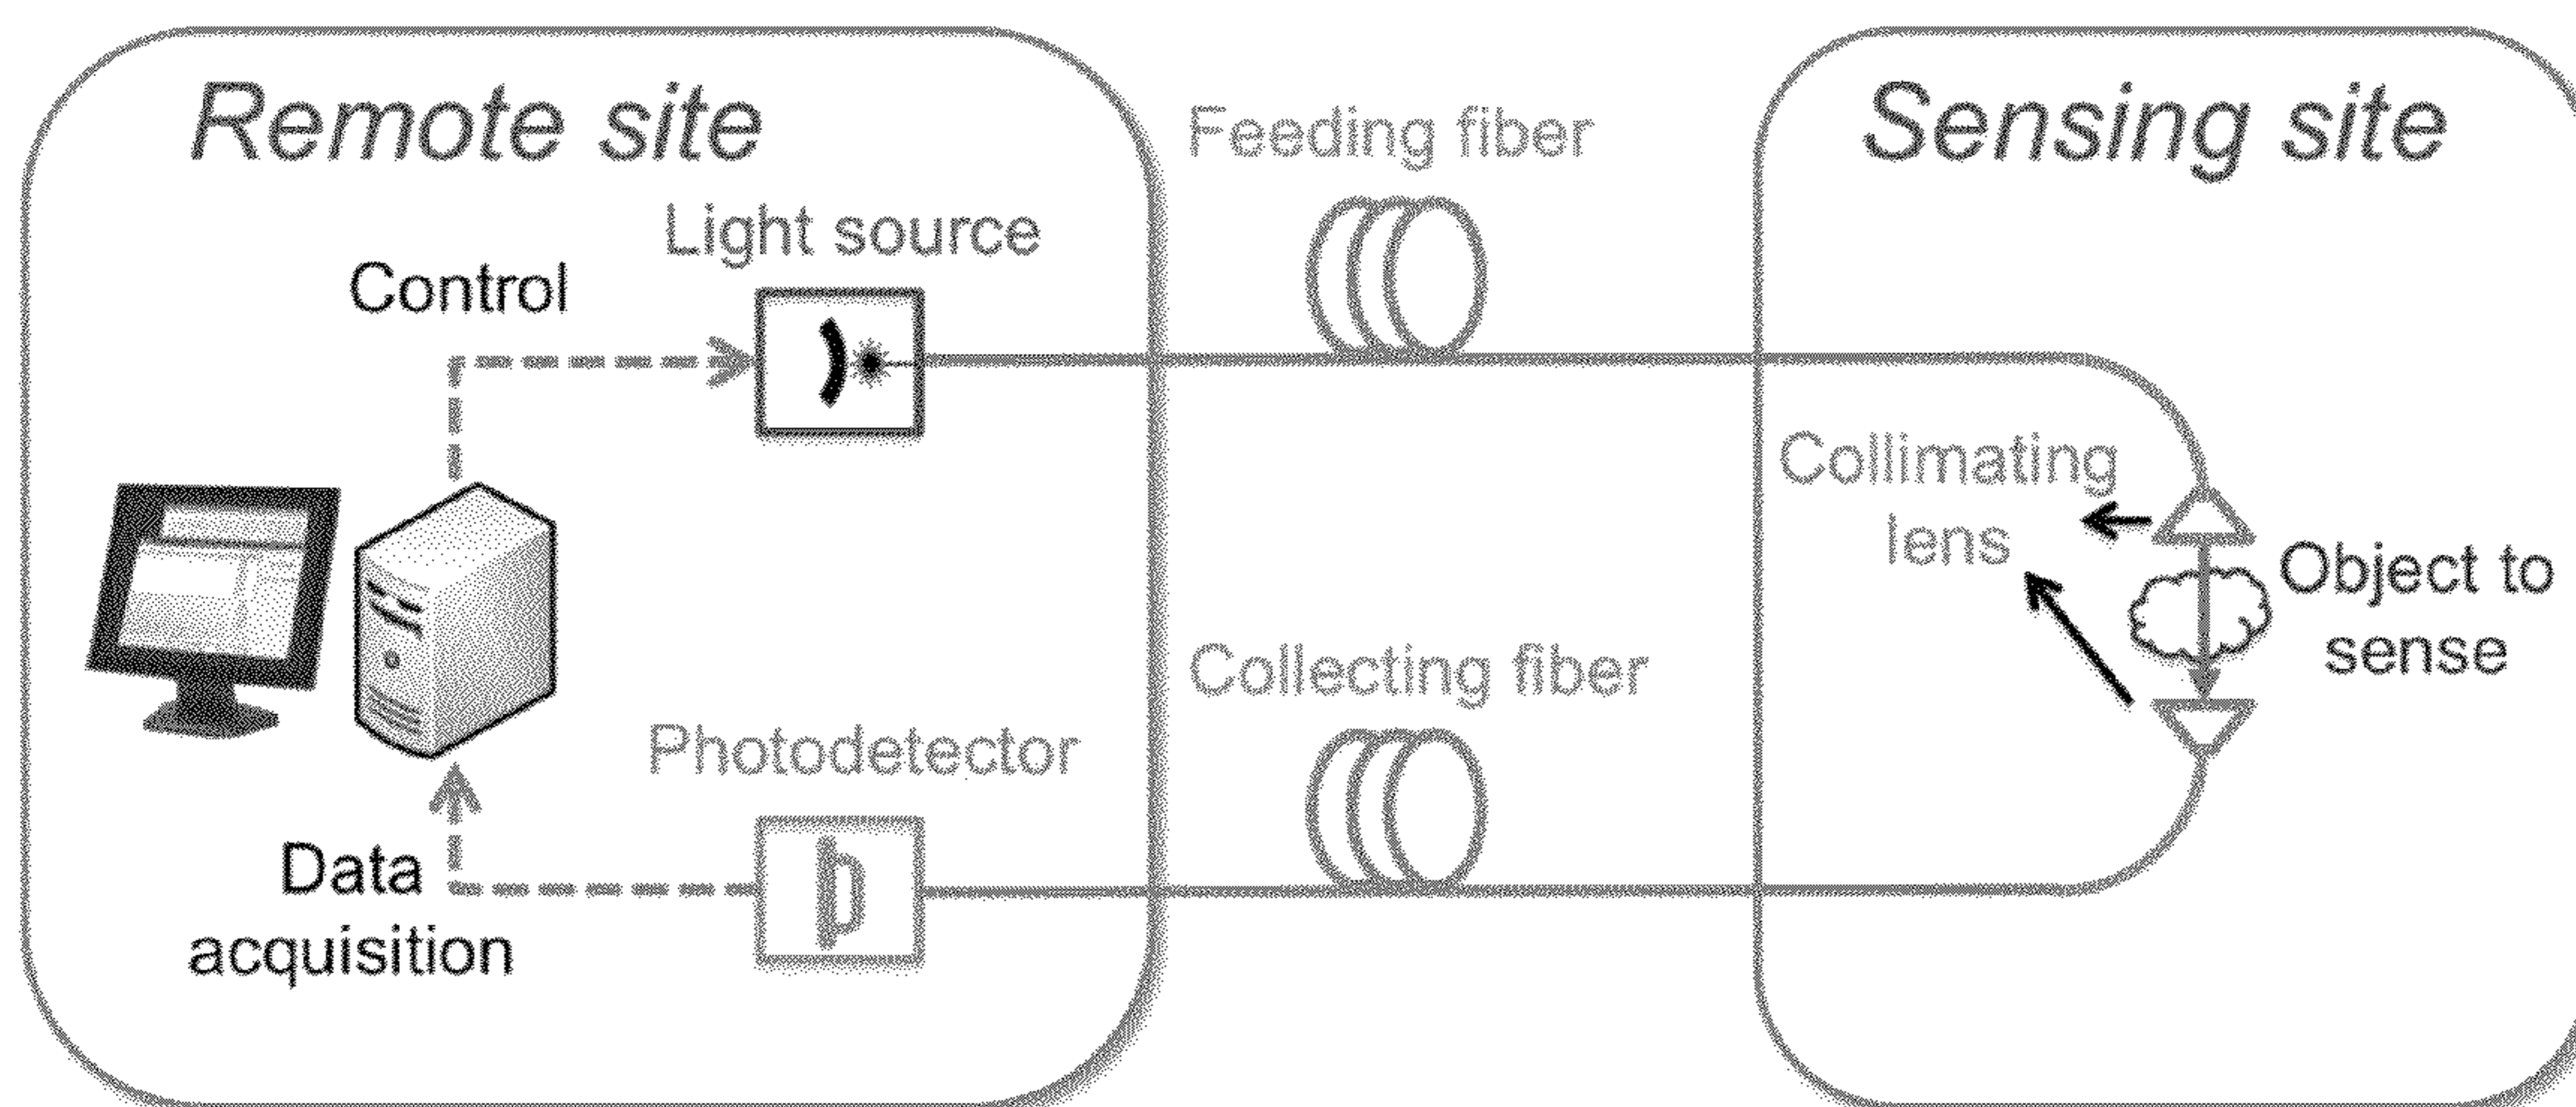 Remote site
Light source
Control
Photodetector
Data
acquisition
Feeding fiber
Collecting fiber
Sensing site
Collimating
lens
Object to
sense